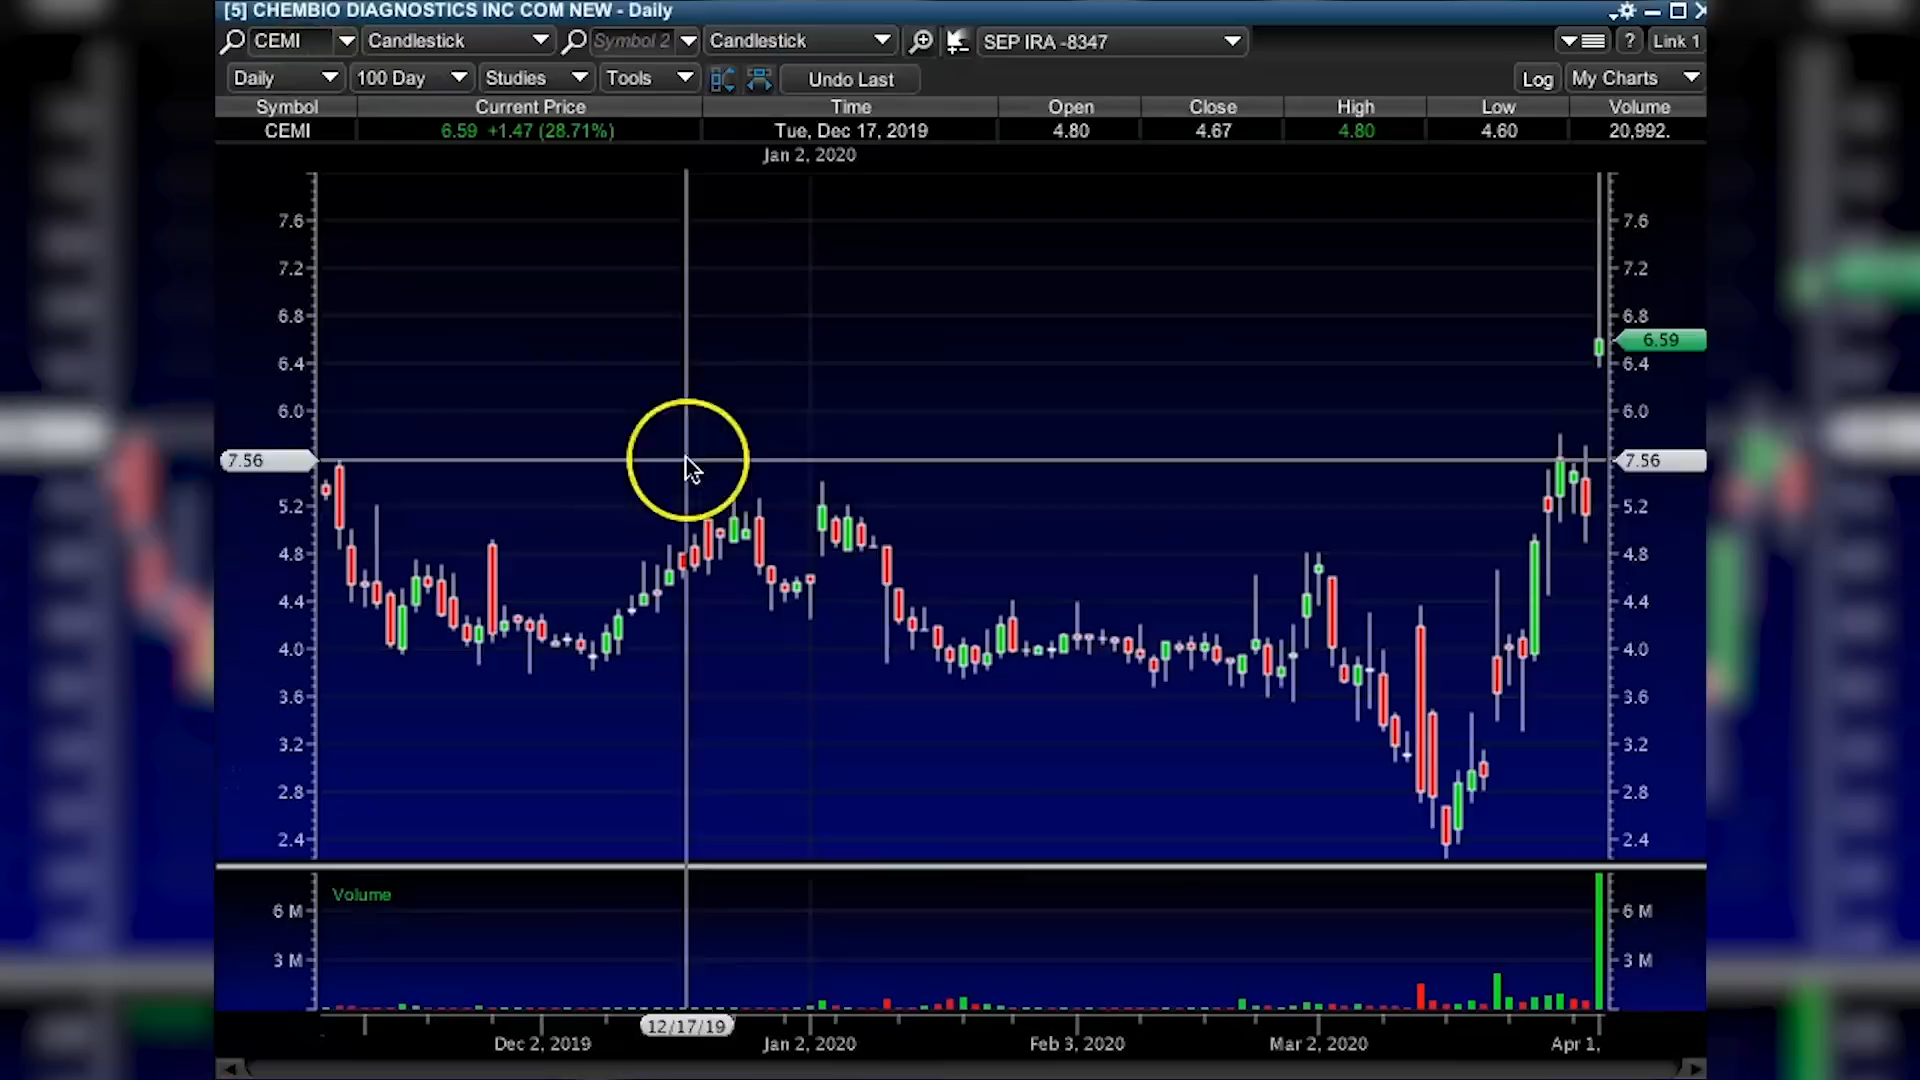 [5] CHEMBIO DIAGNOSTICS INC COM NEW - Daily
CEMI Candlestick Symbol 2 Candlestick SEP IRA -8347 ? Link 1
Daily 100 Day Studies Tools Undo Last Log My Charts
Symbol Current Price Time Open Close High Low Volume
CEMI 6.59 +1.47 (28.71%) Tue, Dec 17, 2019 4.80 4.67 4.80 4.60 20,992.
Jan 2, 2020
7.6 7.6
7.2 7.2
6.8 6.8
6.59
6.4 6.4
6.0 6.0
7.56 7.56
5.2 5.2
4.8 4.8
4.4 4.4
4.0 4.0
3.6 3.6
3.2 3.2
2.8 2.8
2.4 2.4
Volume
6 M 6 M
3 M 3 M
12/17/19
Dec 2, 2019 Jan 2, 2020 Feb 3, 2020 Mar 2, 2020 Apr 1,